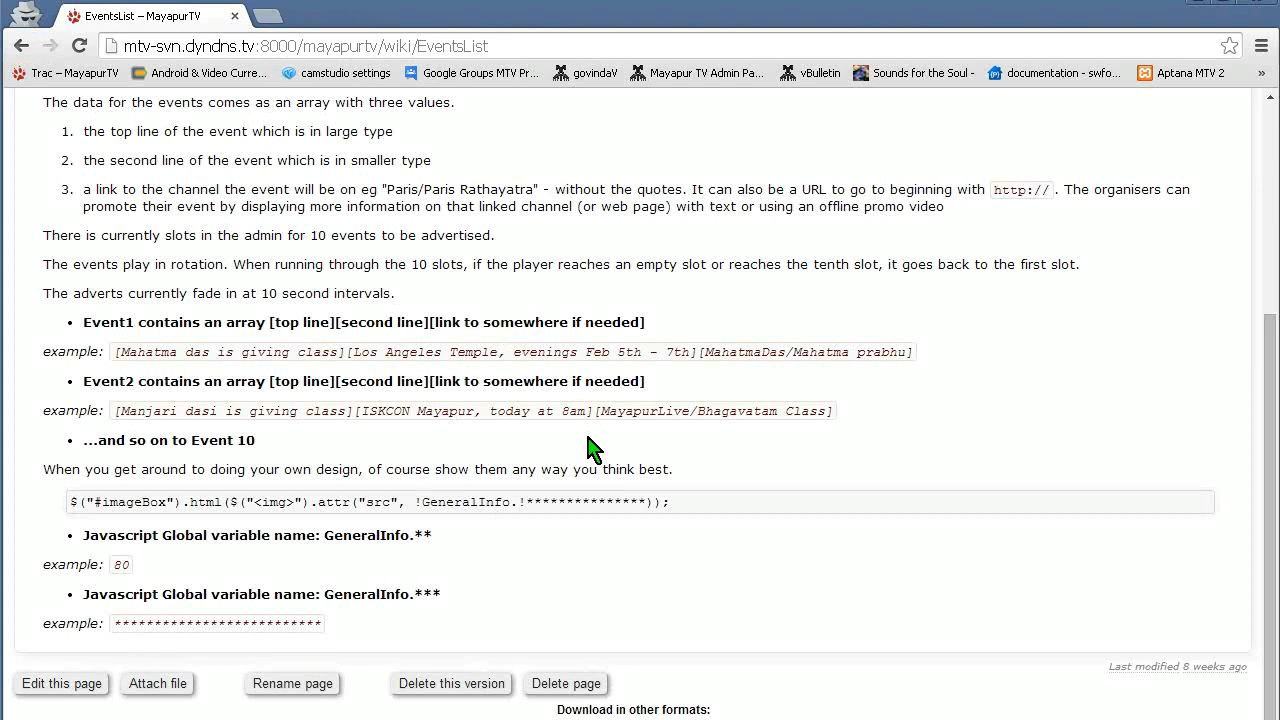 EventsList – MayapurTV
mtv-svn.dyndns.tv:8000/mayapurtv/wiki/EventsList
Trac – MayapurTV
roid & Video Curre...
camstudio settings
Google Groups MTV Pr...
govindaV
Mayapur TV Admin Pa...
vBulletin
Sounds for the Soul -
documentation - swfo...
Aptana MTV 2
»
The data for the events comes as an array with three values.
1. the top line of the event which is in large type
2. the second line of the event which is in smaller type
3. a link to the channel the event will be on eg "Paris/Paris Rathayatra" - without the quotes. It can also be a URL to go to beginning with http:// . The organisers can
promote their event by displaying more information on that linked channel (or web page) with text or using an offline promo video
There is currently slots in the admin for 10 events to be advertised.
The events play in rotation. When running through the 10 slots, if the player reaches an empty slot or reaches the tenth slot, it goes back to the first slot.
The adverts currently fade in at 10 second intervals.
• Event1 contains an array [top line][second line][link to somewhere if needed]
example: [Mahatma das is giving class][Los Angeles Temple, evenings Feb 5th - 7th][MahatmaDas/Mahatma prabhu]
• Event2 contains an array [top line][second line][link to somewhere if needed]
example: [Manjari dasi is giving class][ISKCON Mayapur, today at 8am][MayapurLive/Bhagavatam Class]
• ...and so on to Event 10
When you get around to doing your own design, of course show them any way you think best.
$("#imageBox").html($("<img>").attr("src", !GeneralInfo.!***************));
• Javascript Global variable name: GeneralInfo.**
example: 80
• Javascript Global variable name: GeneralInfo.***
example: **************************
Last modified 8 weeks ago
Edit this page
Attach file
Rename page
Delete this version
Delete page
Download in other formats: